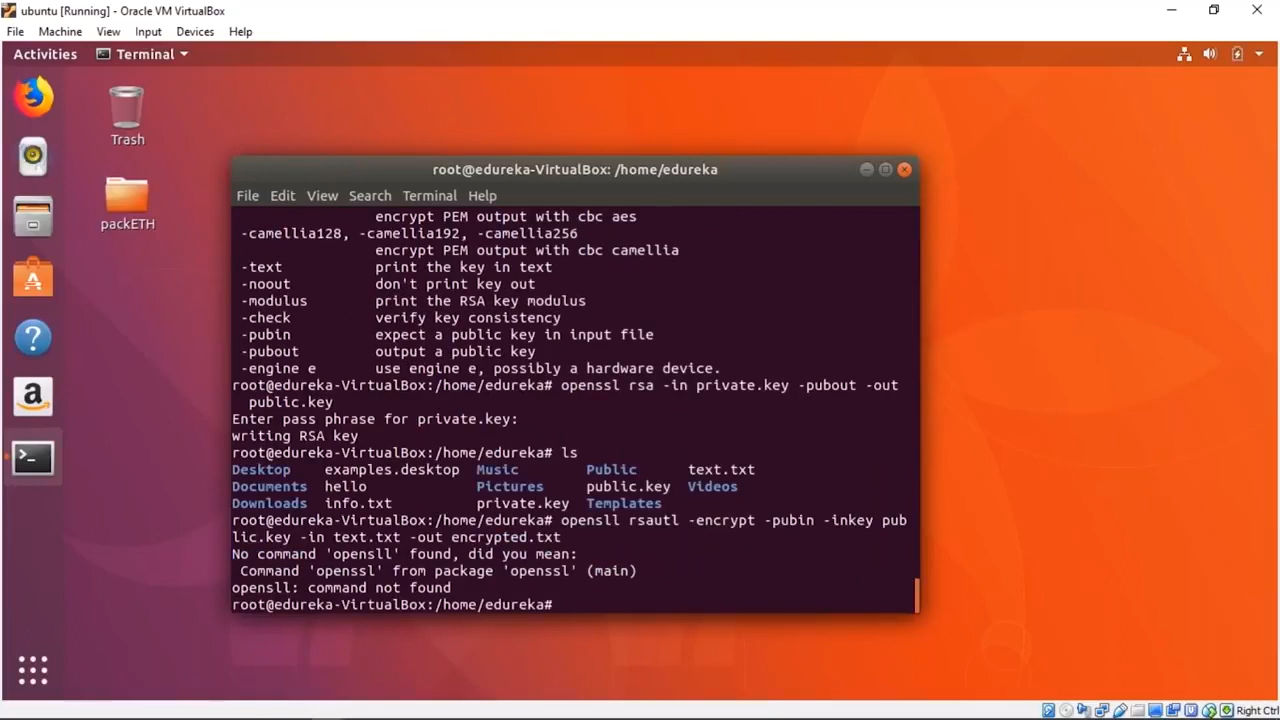 ubuntu [Running] - Oracle VM VirtualBox
File Machine View Input Devices Help
Activities Terminal
Trash
packETH
root@edureka-VirtualBox: /home/edureka
File Edit View Search Terminal Help
encrypt PEM output with cbc aes
-camellia128, -camellia192, -camellia256
encrypt PEM output with cbc camellia
-text print the key in text
-noout don't print key out
-modulus print the RSA key modulus
-check verify key consistency
-pubin expect a public key in input file
-pubout output a public key
-engine e use engine e, possibly a hardware device.
root@edureka-VirtualBox:/home/edureka# openssl rsa -in private.key -pubout -out
public.key
Enter pass phrase for private.key:
writing RSA key
root@edureka-VirtualBox:/home/edureka# ls
Desktop examples.desktop Music Public text.txt
Documents hello Pictures public.key Videos
Downloads info.txt private.key Templates
root@edureka-VirtualBox:/home/edureka# opensll rsautl -encrypt -pubin -inkey pub
lic.key -in text.txt -out encrypted.txt
No command 'opensll' found, did you mean:
Command 'openssl' from package 'openssl' (main)
opensll: command not found
root@edureka-VirtualBox:/home/edureka#
Right Ctrl